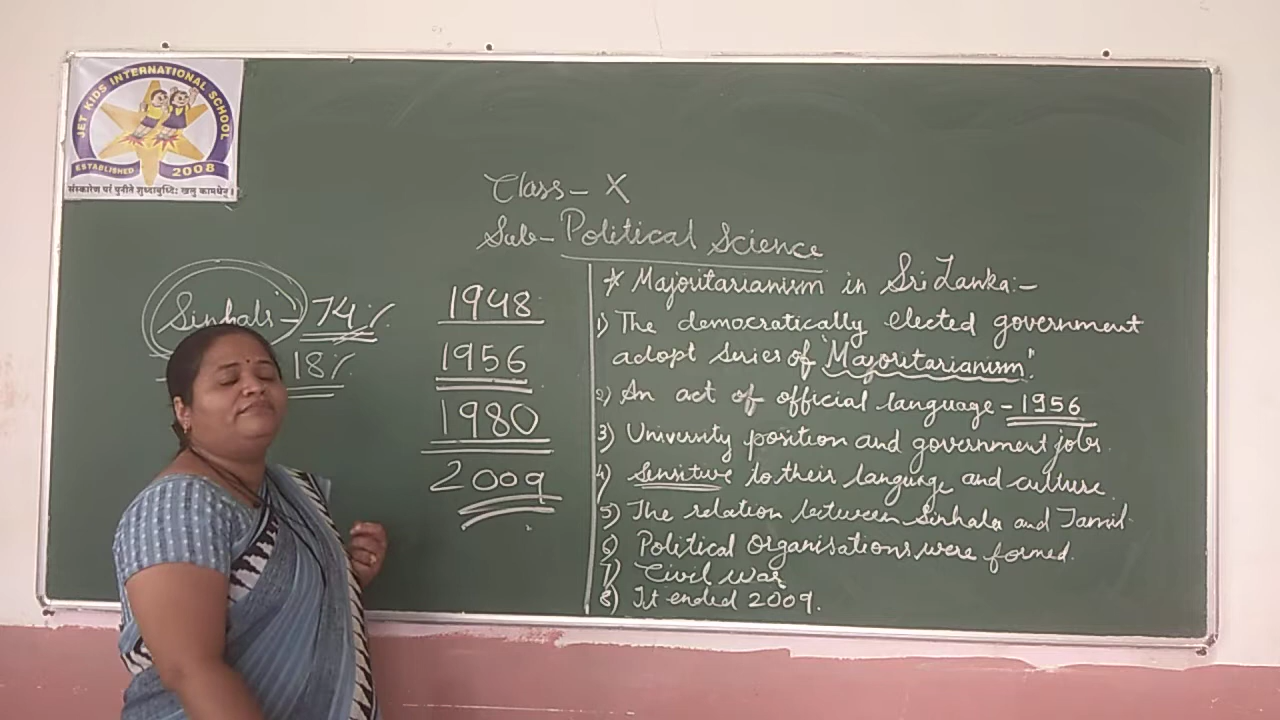 JET KIDS INTERNATIONAL SCHOOL
ESTABLISHED 2008
संस्कारेण परं पुनीते शुध्दाबुध्दिः खलु कामधेनू।
Class - X
Sub - Political Science
Sinhali - 74%
18%
1948
1956
1980
2009
* Majoritarianism in Sri Lanka:-
1) The democratically elected government
adopt series of "Majoritarianism".
2) An act of official language - 1956
3) University position and government jobs.
4) Sensitive to their language and culture.
5) The relation between Sinhala and Tamil.
6) Political Organisations were formed.
7) Civil war
8) It ended 2009.